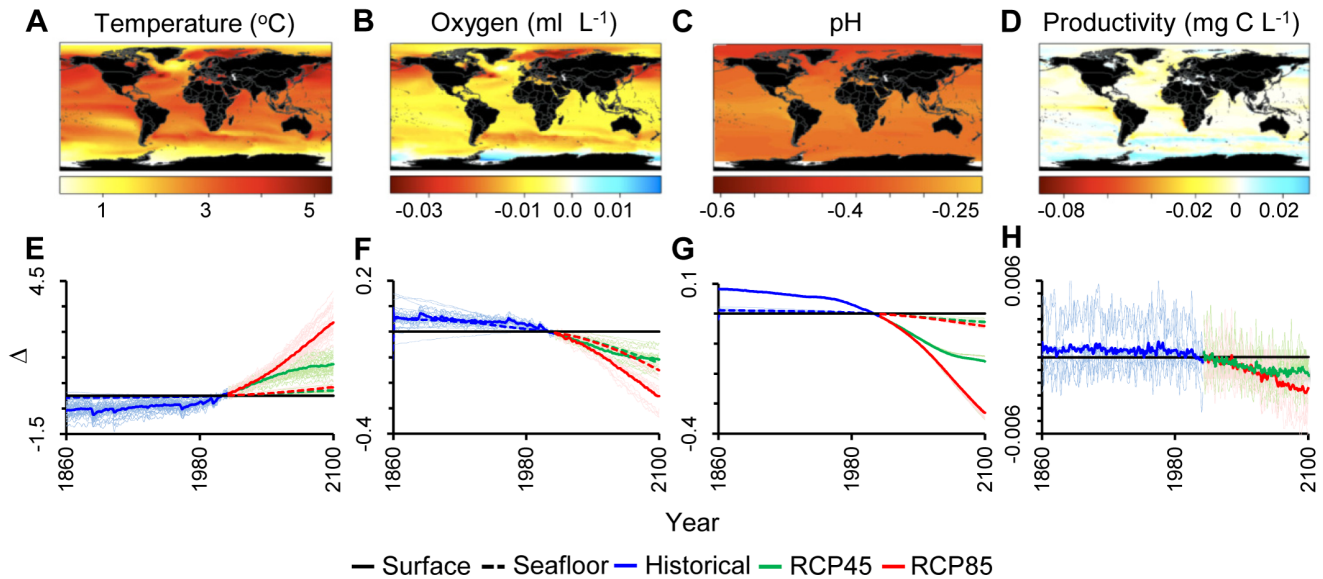 A Temperature (°C)
B Oxygen (ml L-1)
C pH
D Productivity (mg C L-1)
1 3 5
-0.03 -0.01 0.0 0.01
-0.6 -0.4 -0.25
-0.08 -0.02 0 0.02
E
F
G
H
4.5
-1.5
0.2
-0.4
0.1
-0.4
0.006
-0.006
Δ
1860 1980 2100
1860 1980 2100
1860 1980 2100
1860 1980 2100
Year
Surface Seafloor Historical RCP45 RCP85